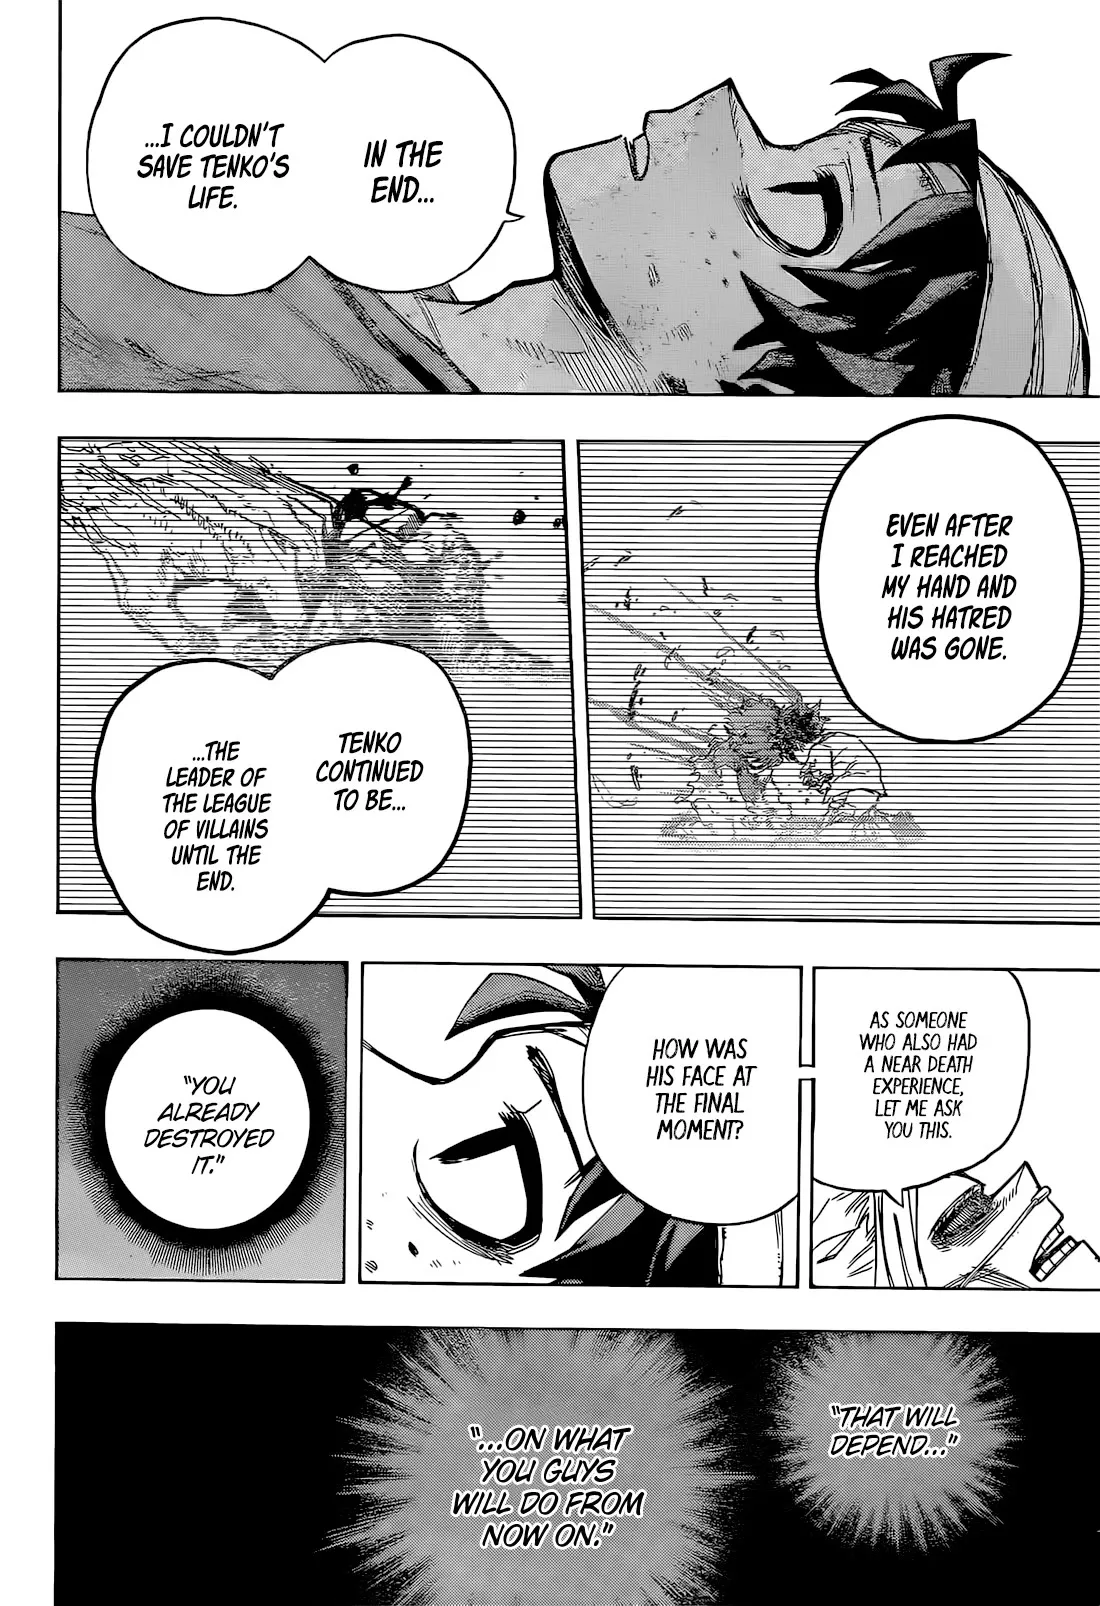 IN THE
END...
...I COULDN'T
SAVE TENKO'S
LIFE.
EVEN AFTER
I REACHED
MY HAND AND
HIS HATRED
WAS GONE.
TENKO
CONTINUED
TO BE...
...THE
LEADER OF
THE LEAGUE
OF VILLAINS
UNTIL THE
END.
AS SOMEONE
WHO ALSO HAD
A NEAR DEATH
EXPERIENCE,
LET ME ASK
YOU THIS.
HOW WAS
HIS FACE AT
THE FINAL
MOMENT?
"YOU
ALREADY
DESTROYED
IT."
"THAT WILL
DEPEND..."
"...ON WHAT
YOU GUYS
WILL DO FROM
NOW ON."